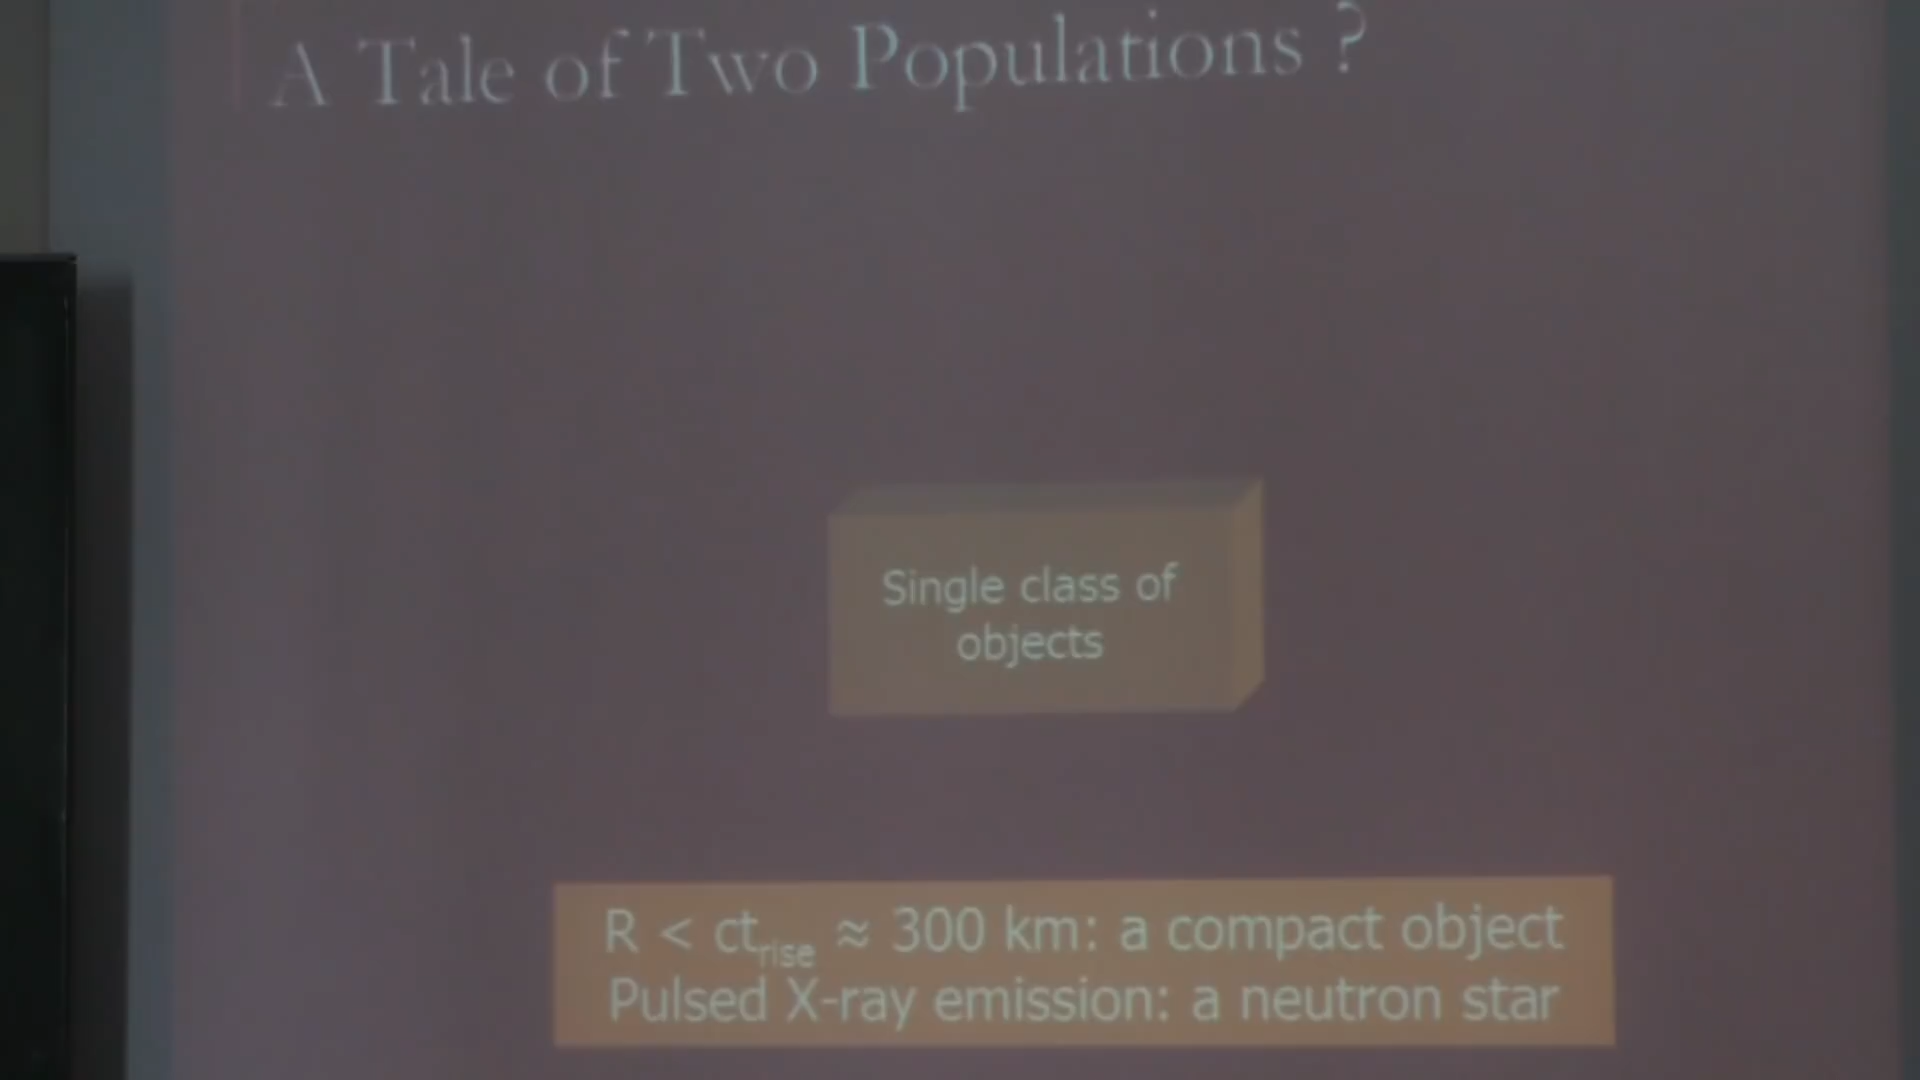 A Tale of Two Populations ?
Single class of
objects
R < ct_rise ≈ 300 km: a compact object
Pulsed X-ray emission: a neutron star